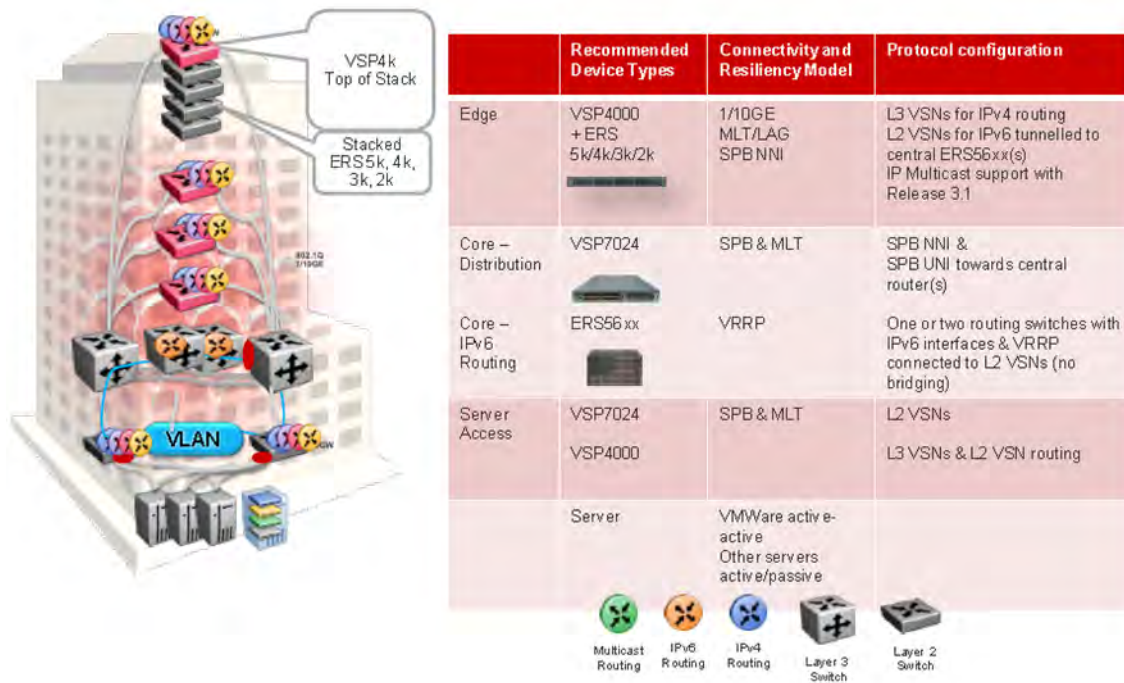 VSP4k
Top of Stack
Stacked
ERS 5k, 4k,
3k, 2k
802.1Q
1/10GE
VLAN
Recommended
Device Types
Connectivity and
Resiliency Model
Protocol configuration
Edge
VSP4000
+ ERS
5k/4k/3k/2k
1/10GE
MLT/LAG
SPB NNI
L3 VSNs for IPv4 routing
L2 VSNs for IPv6 tunnelled to
central ERS56xx(s)
IP Multicast support with
Release 3.1
Core –
Distribution
VSP7024
SPB & MLT
SPB NNI &
SPB UNI towards central
router(s)
Core –
IPv6
Routing
ERS56xx
VRRP
One or two routing switches with
IPv6 interfaces & VRRP
connected to L2 VSNs (no
bridging)
Server
Access
VSP7024
SPB & MLT
L2 VSNs
VSP4000
L3 VSNs & L2 VSN routing
Server
VMWare active-
active
Other servers
active/passive
Multicast
Routing
IPv6
Routing
IPv4
Routing
Layer 3
Switch
Layer 2
Switch